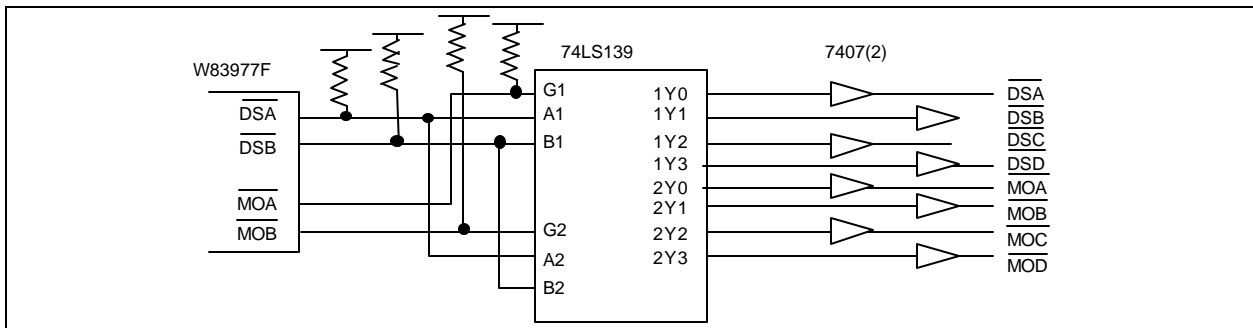 W83977F
DSA
DSB
MOA
MOB
74LS139
G1
A1
B1
G2
A2
B2
1Y0
1Y1
1Y2
1Y3
2Y0
2Y1
2Y2
2Y3
7407(2)
DSA
DSB
DSC
DSD
MOA
MOB
MOC
MOD